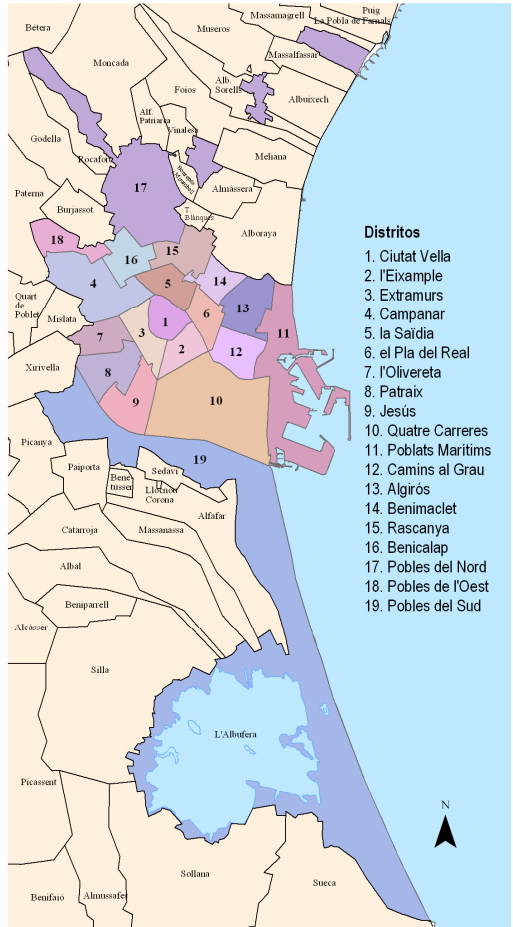 Puig
Massamagrell
La Pobla de Farnals
Bétera
Museros
Massalfassar
Moncada
Alb.
Sorells
Foios
Albuixech
Alf.
Patriarca
Vinalesa
Godella
Meliana
Rocafort
17
Almàssera
Paterna
Burjassot
T.
Blanques
Alboraya
18
16
15
4
5
14
Quart
de
Poblet
Mislata
1
6
13
11
7
3
2
12
Xirivella
8
9
10
Picanya
19
Paiporta
Sedaví
Bene-
tússer
Llocnou
Corona
Alfafar
Catarroja
Massanassa
Albal
Beniparrell
Alcàsser
Silla
L'Albufera
Picassent
Sollana
Sueca
Benifaió
Almussafes
Distritos
1. Ciutat Vella
2. l'Eixample
3. Extramurs
4. Campanar
5. la Saïdia
6. el Pla del Real
7. l'Olivereta
8. Patraix
9. Jesús
10. Quatre Carreres
11. Poblats Marítims
12. Camins al Grau
13. Algirós
14. Benimaclet
15. Rascanya
16. Benicalap
17. Pobles del Nord
18. Pobles de l'Oest
19. Pobles del Sud
N